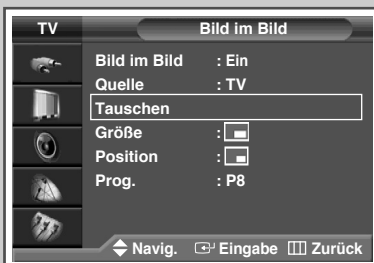 TV
Bild im Bild
Bild im Bild : Ein
Quelle : TV
Tauschen
Größe :
Position :
Prog. : P8
Navig. Eingabe Zurück